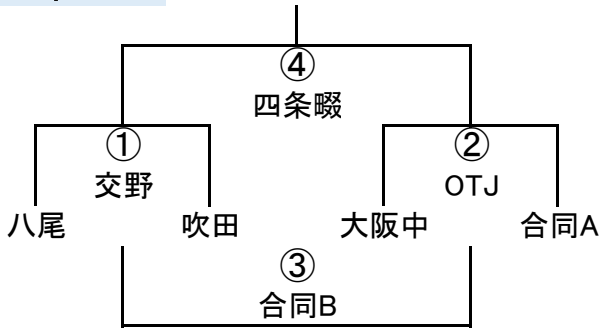 ④
四条畷
①
②
交野
OTJ
八尾
吹田
大阪中
合同A
③
合同B